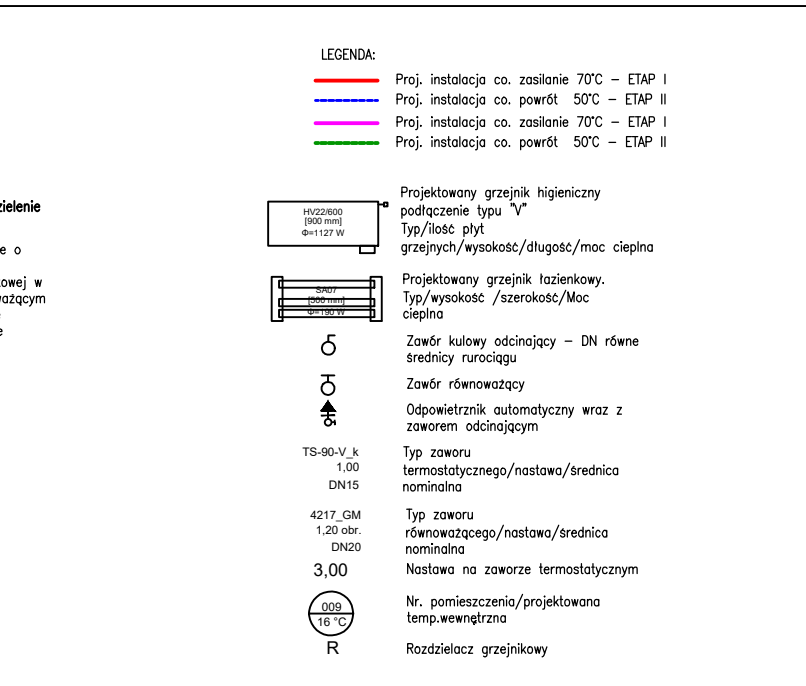 LEGENDA:
Proj. instalacja co. zasilanie 70°C – ETAP I
Proj. instalacja co. powrót 50°C – ETAP II
Proj. instalacja co. zasilanie 70°C – ETAP I
Proj. instalacja co. powrót 50°C – ETAP II
zielenie
e o
owej w
ażącym
e
HV22/600
[900 mm]
Φ=1127 W
Projektowany grzejnik higieniczny
podłączenie typu "V"
Typ/ilość płyt
grzejnych/wysokość/długość/moc cieplna
SA07
[500 mm]
Φ=190 W
Projektowany grzejnik łazienkowy.
Typ/wysokość /szerokość/Moc
cieplna
Zawór kulowy odcinający – DN równe
średnicy rurociągu
Zawór równoważący
Odpowietrznik automatyczny wraz z
zaworem odcinającym
TS-90-V_k
1,00
DN15
Typ zaworu
termostatycznego/nastawa/średnica
nominalna
4217_GM
1,20 obr.
DN20
Typ zaworu
równoważącego/nastawa/średnica
nominalna
3,00
Nastawa na zaworze termostatycznym
009
16 °C
Nr. pomieszczenia/projektowana
temp.wewnętrzna
R
Rozdzielacz grzejnikowy